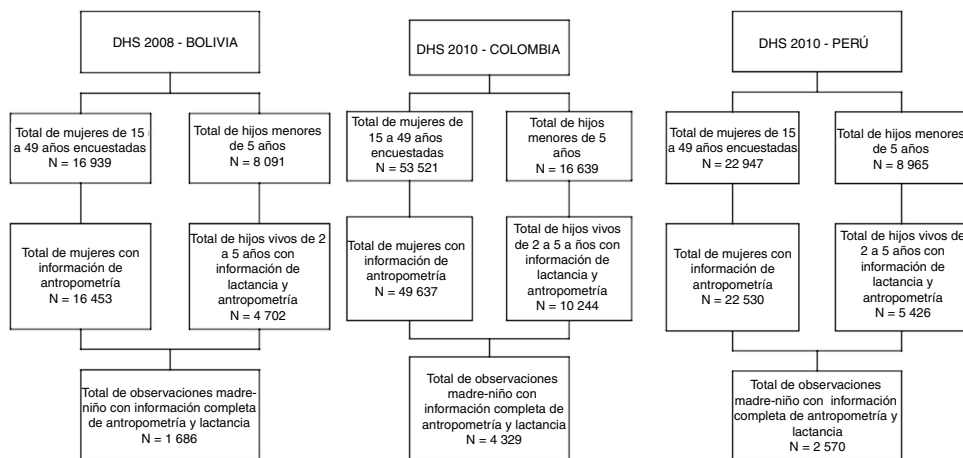 DHS 2008 - BOLIVIA
Total de mujeres de 15
a 49 años encuestadas
N = 16 939
Total de hijos menores
de 5 años
N = 8 091
Total de mujeres con
información de
antropometría
N = 16 453
Total de hijos vivos de 2
a 5 años con
información de
lactancia y
antropometría
N = 4 702
Total de observaciones madre-
niño con información completa
de antropometría y lactancia
N = 1 686
DHS 2010 - COLOMBIA
Total de mujeres de
15 a 49 años
encuestadas
N = 53 521
Total de hijos
menores de 5
años
N = 16 639
Total de mujeres con
información de
antropometría
N = 49 637
Total de hijos vivos
de 2 a 5 a ños con
información de
lactancia y
antropometría
N = 10 244
Total de observaciones
madre-niño con
información completa de
antropometría y lactancia
N = 4 329
DHS 2010 - PERÚ
Total de mujeres de 15
a 49 años encuestadas
N = 22 947
Total de hijos menores
de 5 años
N = 8 965
Total de mujeres con
información de
antropometría
N = 22 530
Total de hijos vivos de
2 a 5 años con
información de
lactancia y
antropometría
N = 5 426
Total de observaciones
madre-niño con información
completa de antropometría y
lactancia
N = 2 570